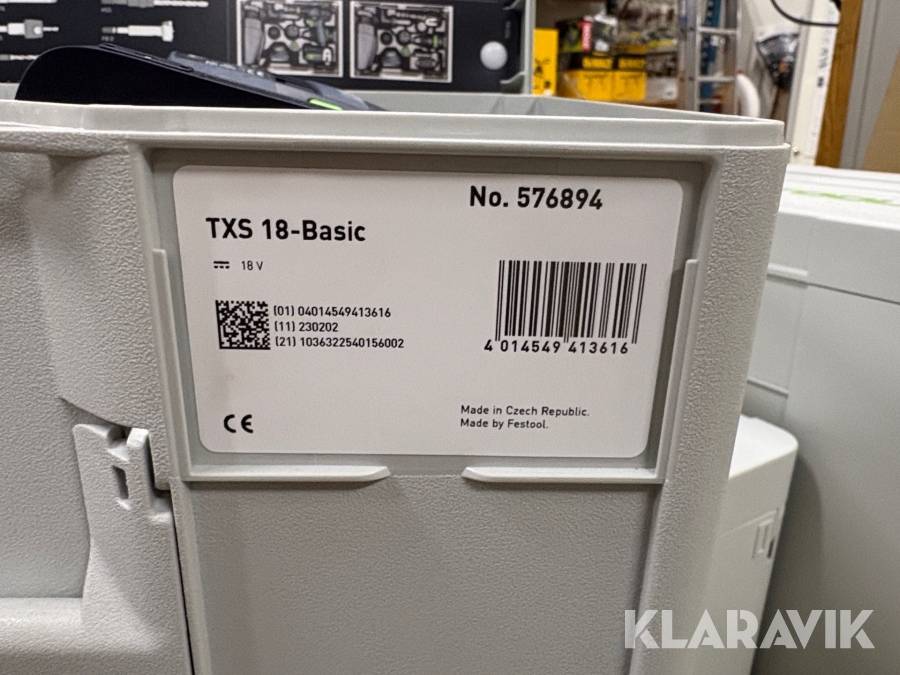 No. 576894
TXS 18-Basic
18 V
(01) 04014549413616
(11) 230202
(21) 1036322540156002
4 014549 413616
CE
Made in Czech Republic.
Made by Festool.
KLARAVIK